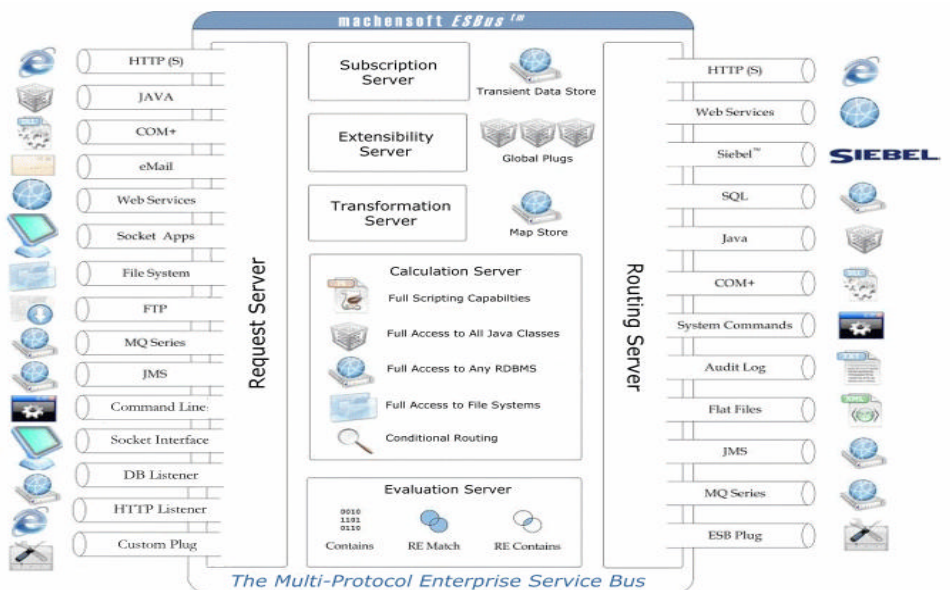 machensoft ESBus ™
HTTP (S)
JAVA
COM+
eMail
Web Services
Socket Apps
File System
FTP
MQ Series
JMS
Command Line
Socket Interface
DB Listener
HTTP Listener
Custom Plug
Request Server
Subscription
Server
Transient Data Store
Extensibility
Server
Global Plugs
Transformation
Server
Map Store
Calculation Server
Full Scripting Capabilties
Full Access to All Java Classes
Full Access to Any RDBMS
Full Access to File Systems
Conditional Routing
Evaluation Server
0010
1101
0110
Contains
RE Match
RE Contains
Routing Server
HTTP (S)
Web Services
Siebel™
SIEBEL
SQL
Java
COM+
System Commands
Audit Log
Flat Files
XML
JMS
MQ Series
ESB Plug
The Multi-Protocol Enterprise Service Bus